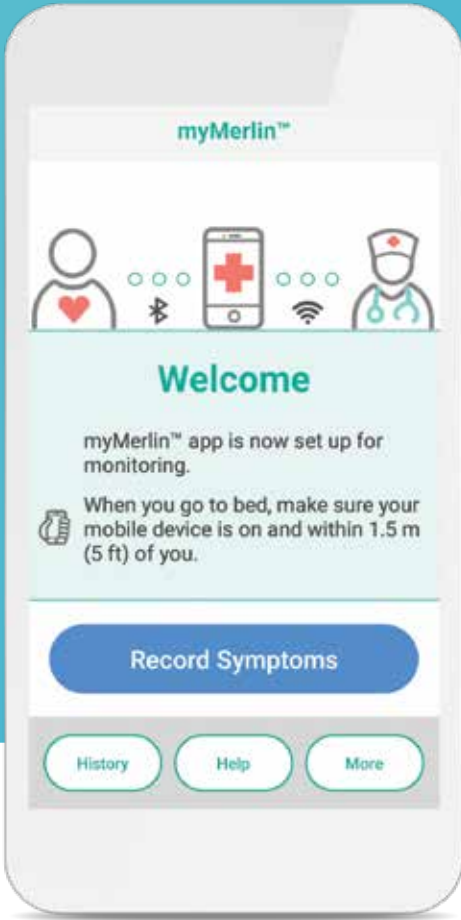 myMerlin™
Welcome
myMerlin™ app is now set up for
monitoring.
When you go to bed, make sure your
mobile device is on and within 1.5 m
(5 ft) of you.
Record Symptoms
History
Help
More